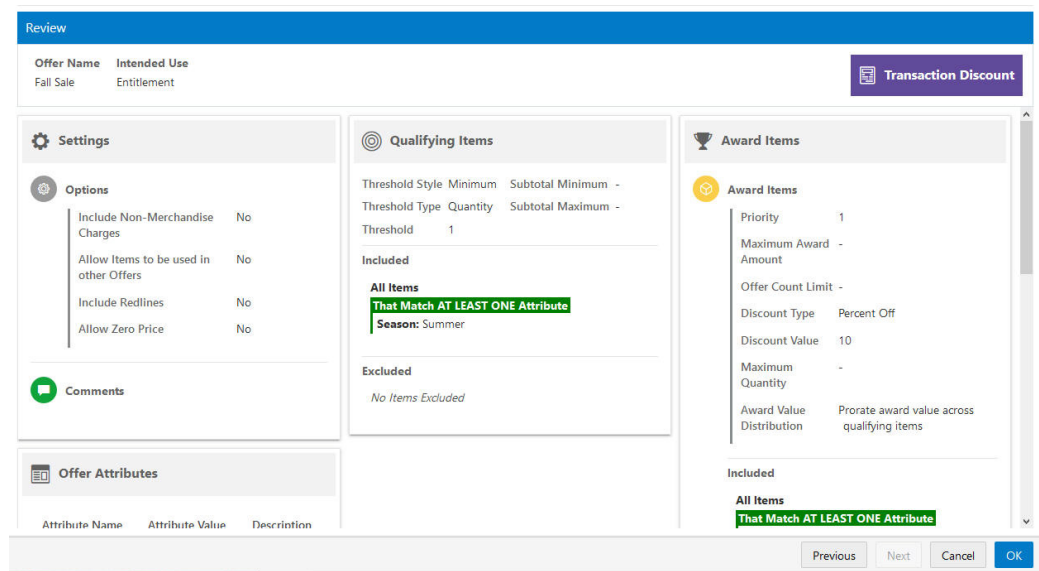 Review
Offer Name Intended Use
Fall Sale Entitlement
Transaction Discount
Settings
Options
Include Non-Merchandise No
Charges
Allow Items to be used in No
other Offers
Include Redlines No
Allow Zero Price No
Comments
Offer Attributes
Attribute Name Attribute Value Description
Qualifying Items
Threshold Style Minimum Subtotal Minimum -
Threshold Type Quantity Subtotal Maximum -
Threshold 1
Included
All Items
That Match AT LEAST ONE Attribute
Season: Summer
Excluded
No Items Excluded
Award Items
Award Items
Priority 1
Maximum Award -
Amount
Offer Count Limit -
Discount Type Percent Off
Discount Value 10
Maximum -
Quantity
Award Value Prorate award value across
Distribution qualifying items
Included
All Items
That Match AT LEAST ONE Attribute
Previous Next Cancel OK